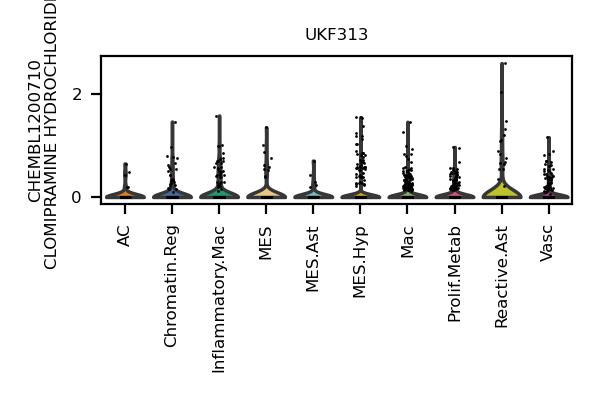 UKF313
CHEMBL1200710
CLOMIPRAMINE
2
0
AC
Chromatin.Reg
Inflammatory.Mac
MES
MES.Ast
MES.Hyp
Mac
Prolif.Metab
Reactive.Ast
Vasc